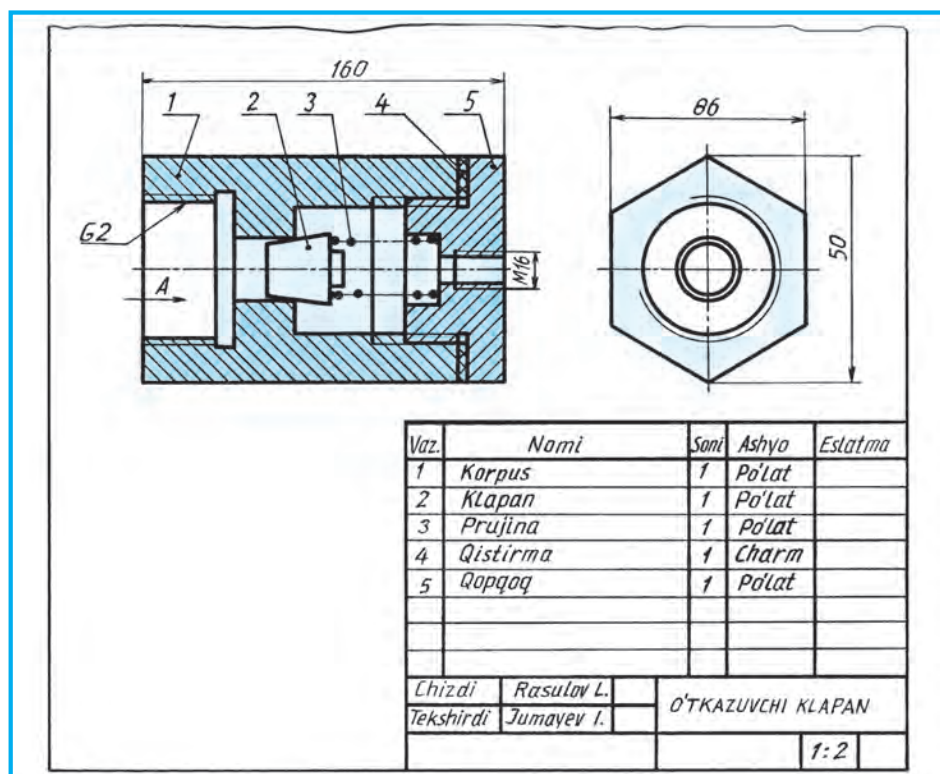 160
1 2 3 4 5
86
G2
A
M16
50
Vaz. Nomi Soni Ashyo Eslatma
1 Korpus 1 Po'lat
2 Klapan 1 Po'lat
3 Prujina 1 Po'lat
4 Qistirma 1 Charm
5 Qopqoq 1 Po'lat
Chizdi Rasulov L.
Tekshirdi Jumayev I.
O'TKAZUVCHI KLAPAN
1:2